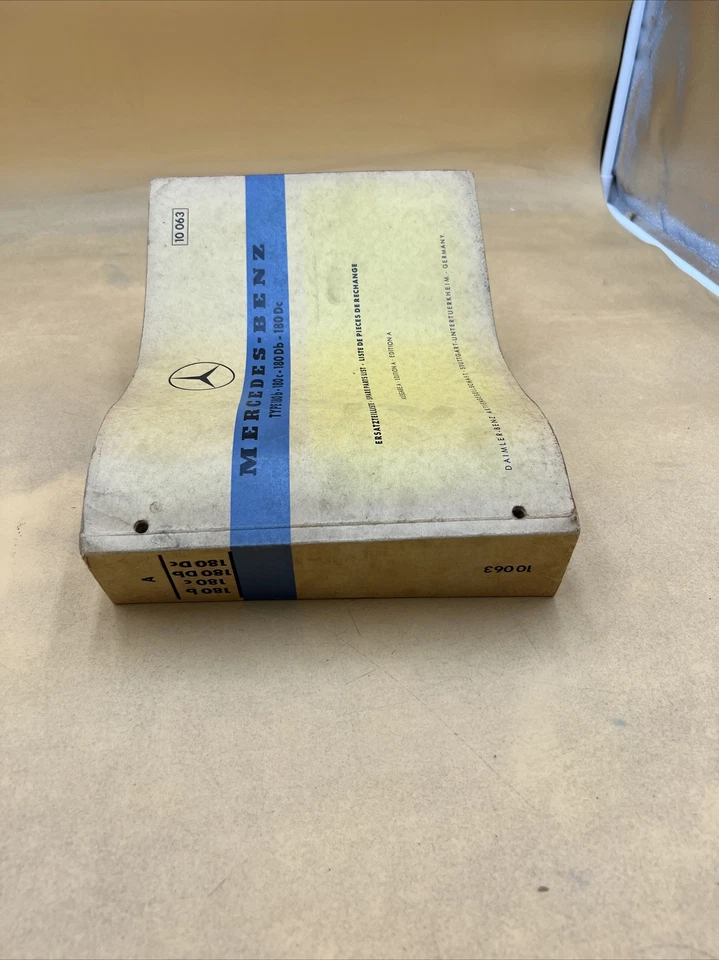 10 063
MERCEDES-BENZ
TYPE 180 b - 180 c - 180 Db - 180 Dc
ERSATZTEILLISTE · SPARE PARTS LIST · LISTE DE PIECES DE RECHANGE
AUSGABE A · EDITION A · EDITION A
DAIMLER-BENZ AKTIENGESELLSCHAFT · STUTTGART-UNTERTUERKHEIM · GERMANY
180 b
180 c
180 Db
180 Dc
A
10 063